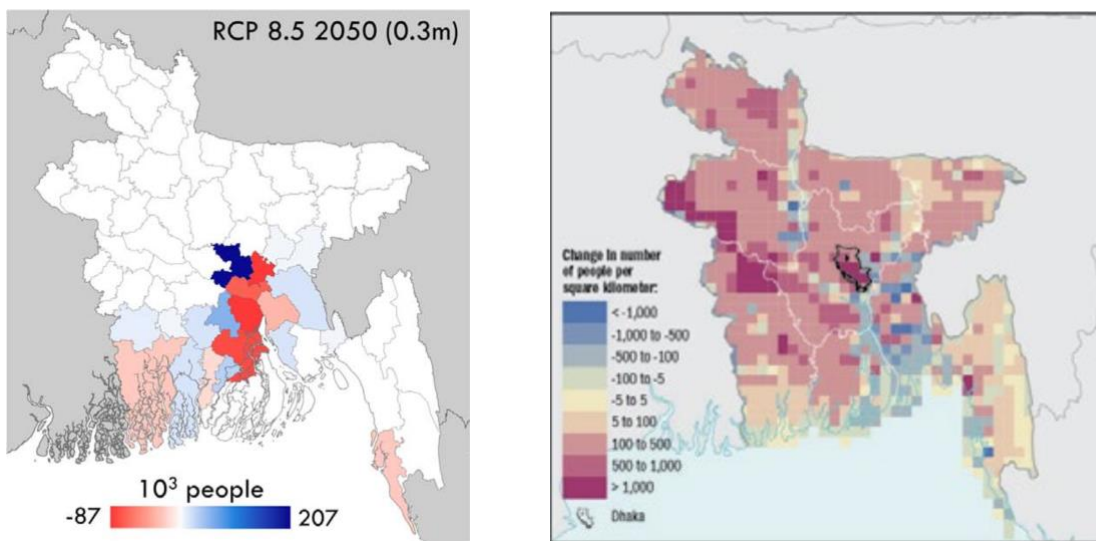 RCP 8.5 2050 (0.3m)
10³ people
-87
207
Change in number
of people per
square kilometer:
< -1,000
-1,000 to -500
-500 to -100
-100 to -5
-5 to 5
5 to 100
100 to 500
500 to 1,000
> 1,000
Dhaka